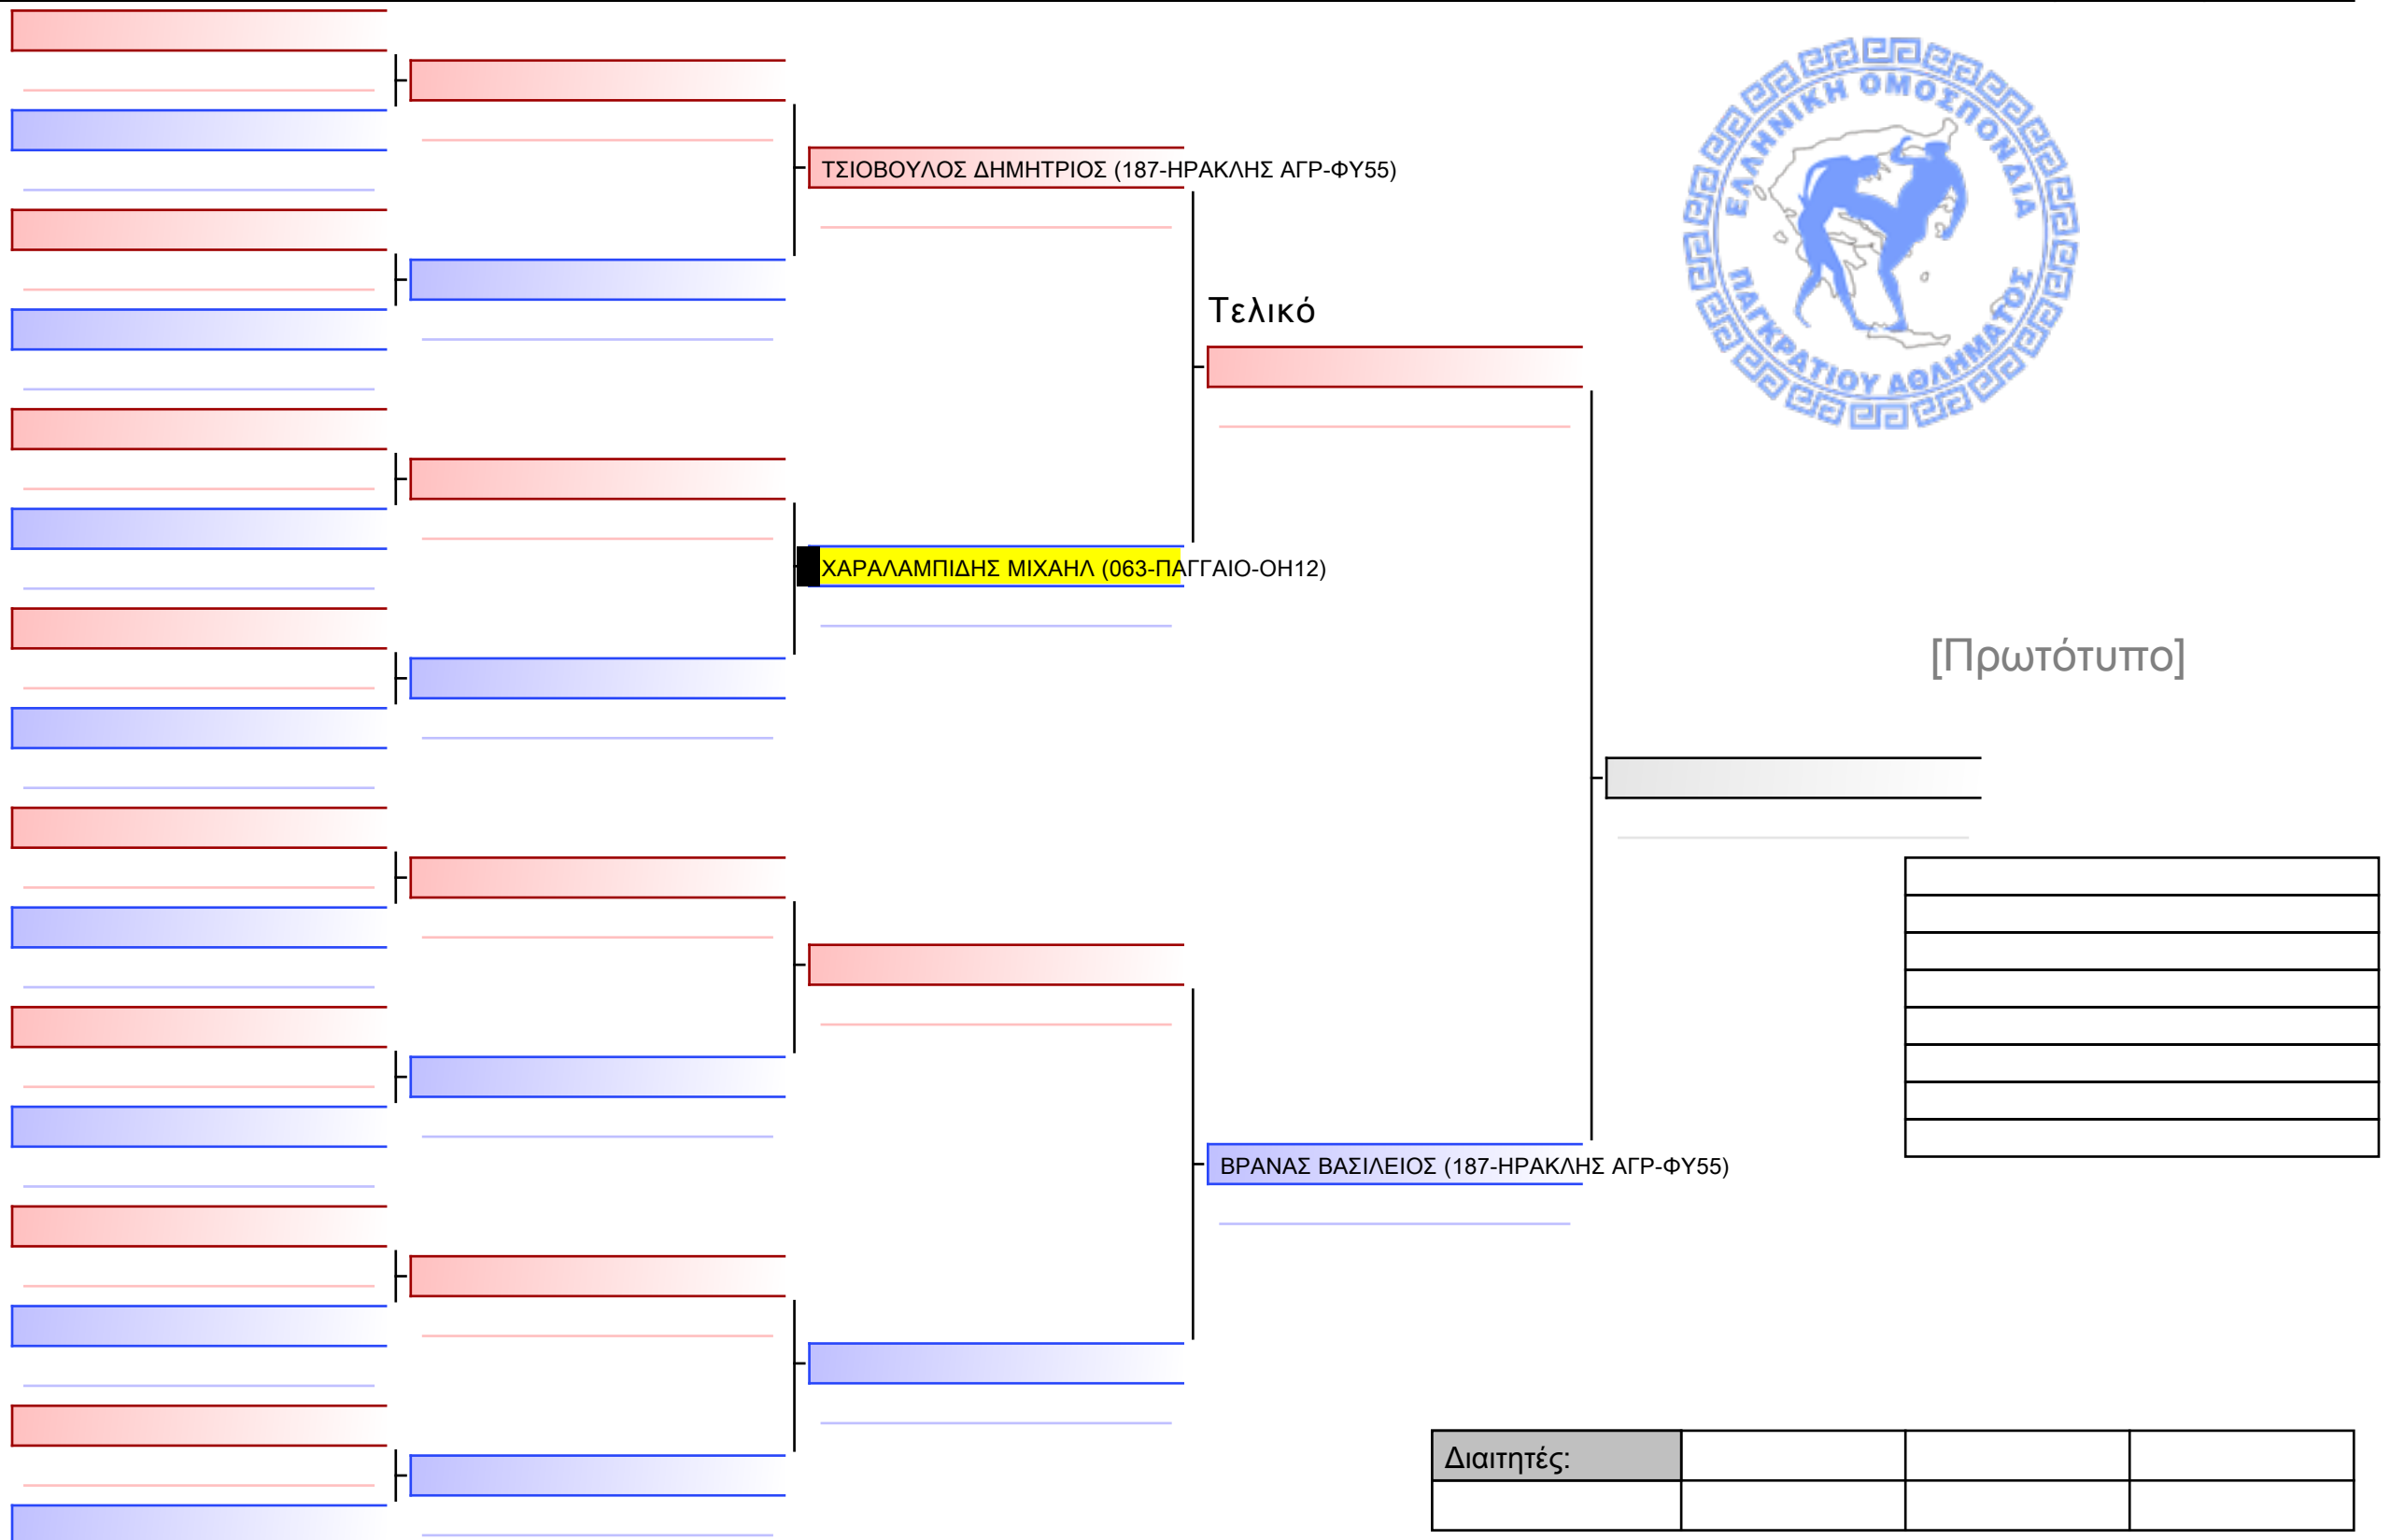 ΕΛΛΗΝΙΚΗ ΟΜΟΣΠΟΝΔΙΑ
ΠΑΓΚΡΑΤΙΟΥ ΑΘΛΗΜΑΤΟΣ
ΤΣΙΟΒΟΥΛΟΣ ΔΗΜΗΤΡΙΟΣ (187-ΗΡΑΚΛΗΣ ΑΓΡ-ΦΥ55)
Τελικό
ΧΑΡΑΛΑΜΠΙΔΗΣ ΜΙΧΑΗΛ (063-ΠΑΓΓΑΙΟ-ΟΗ12)
[Πρωτότυπο]
ΒΡΑΝΑΣ ΒΑΣΙΛΕΙΟΣ (187-ΗΡΑΚΛΗΣ ΑΓΡ-ΦΥ55)
Διαιτητές: